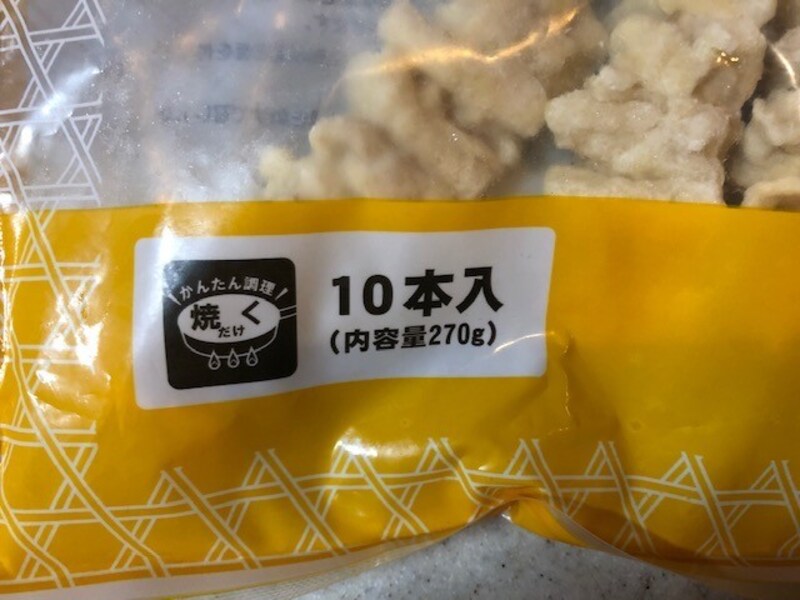 かんたん調理
焼く
だけ
10本入
(内容量270g)